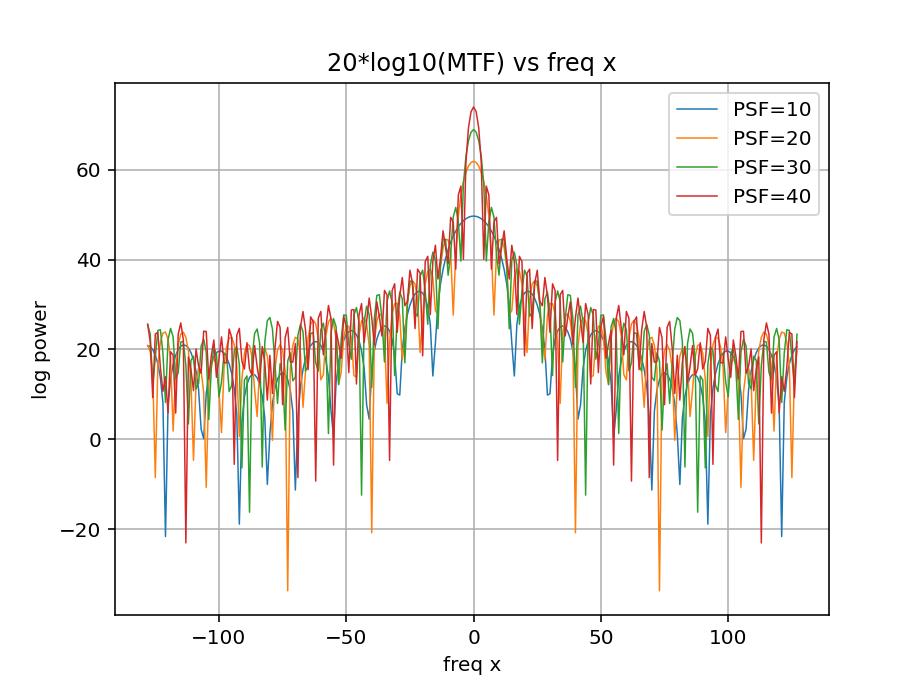 20*log10(MTF) vs freq x
PSF=10
PSF=20
PSF=30
PSF=40
60
40
20
0
−20
log power
−100 −50 0 50 100
freq x